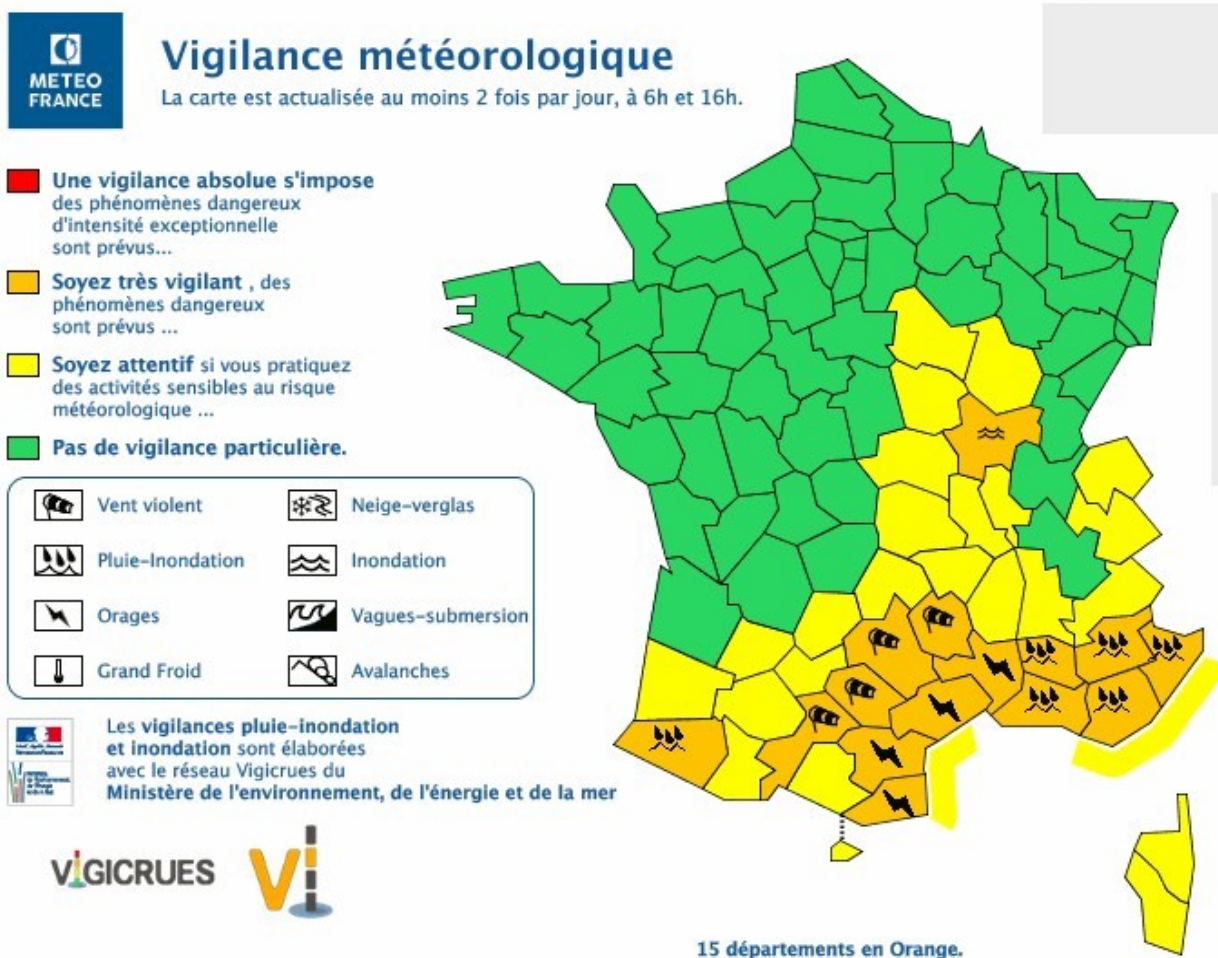 METEO
FRANCE
Vigilance météorologique
La carte est actualisée au moins 2 fois par jour, à 6h et 16h.
Une vigilance absolue s'impose
des phénomènes dangereux
d'intensité exceptionnelle
sont prévus...
Soyez très vigilant , des
phénomènes dangereux
sont prévus ...
Soyez attentif si vous pratiquez
des activités sensibles au risque
météorologique ...
Pas de vigilance particulière.
Vent violent
Neige-verglas
Pluie-Inondation
Inondation
Orages
Vagues-submersion
Grand Froid
Avalanches
Les vigilances pluie-inondation
et inondation sont élaborées
avec le réseau Vigicrues du
Ministère de l'environnement, de l'énergie et de la mer
VIGICRUES
Vi
15 départements en Orange.